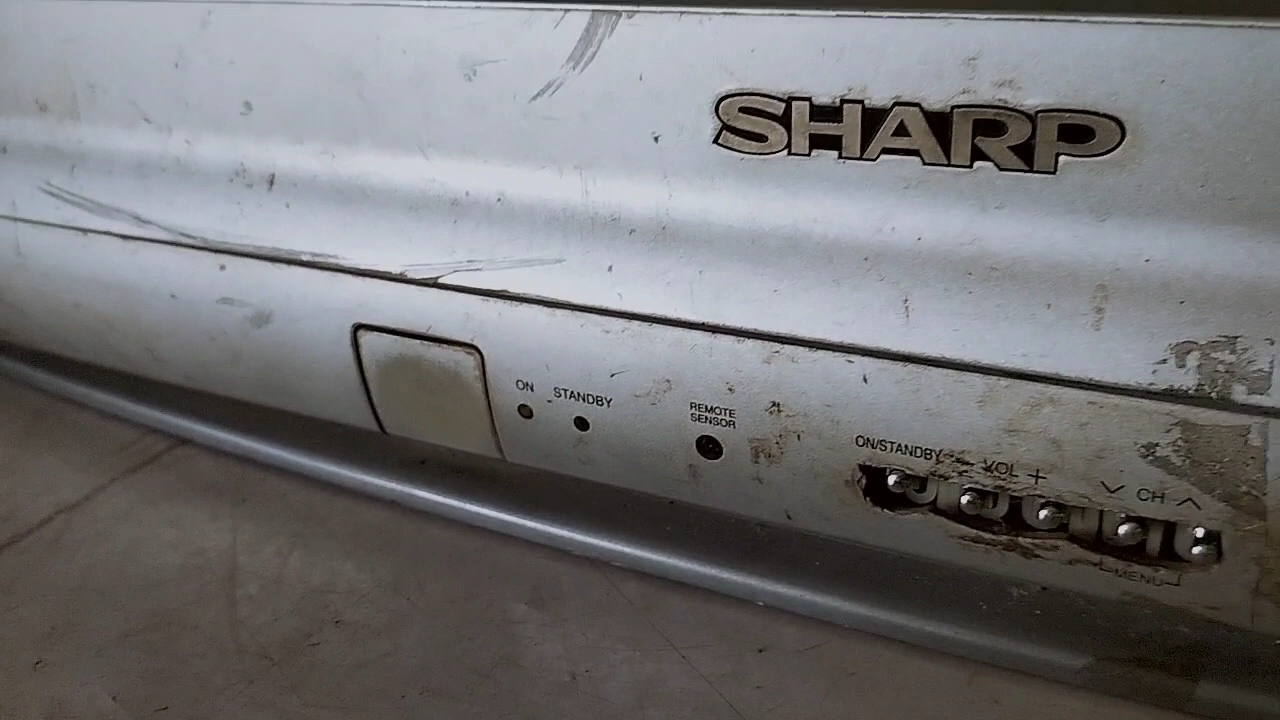 SHARP
ON STANDBY
REMOTE
SENSOR
ON/STANDBY – VOL + ∨ CH ∧
MENU